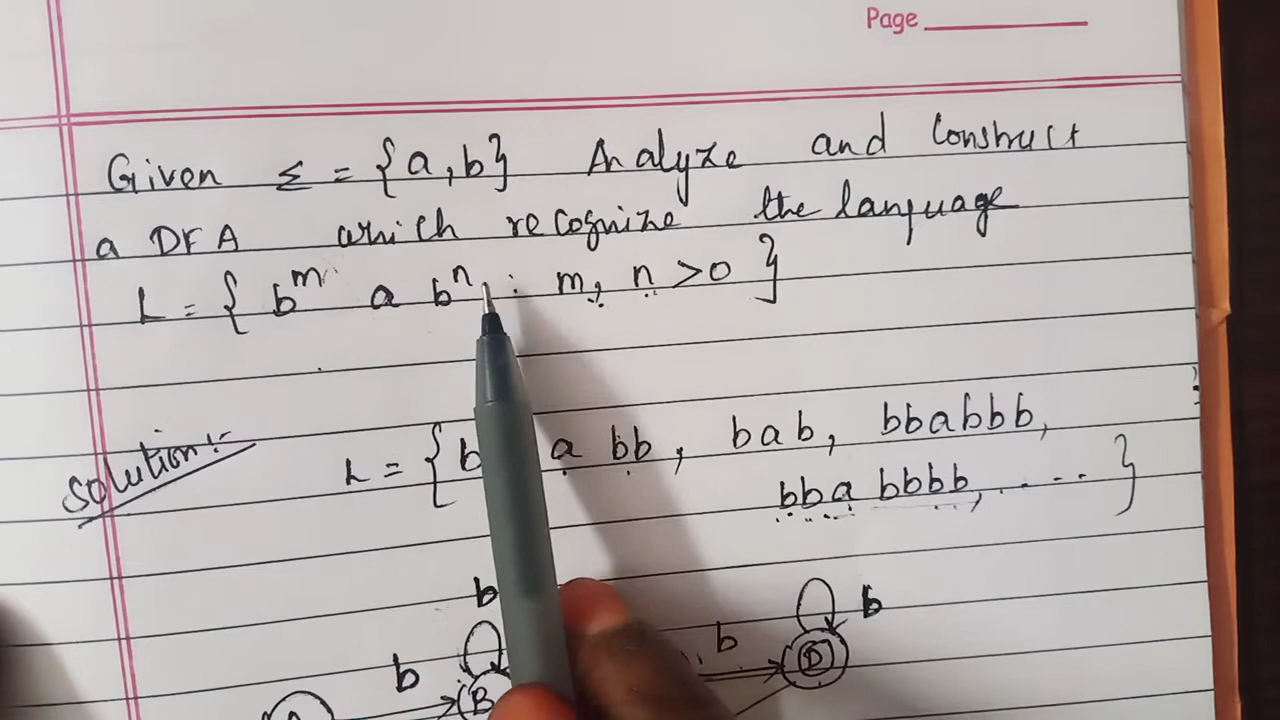 Page
Given Σ = {a,b} Analyze and Construct
a DFA which recognize the language
L = { b^m a b^n : m, n >0 }
Solution:-
L = { b a bb, bab, bbabbb,
bba bbbb, . - - - }
b
b
b
b
B
D